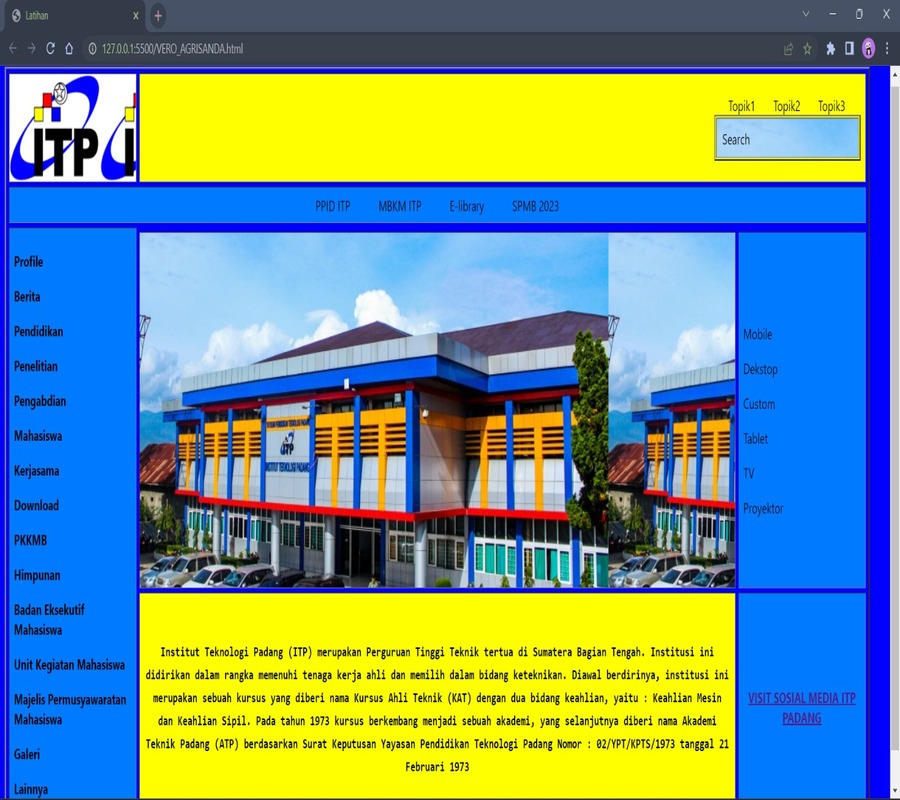 Latihan
127.0.0.1:5500/VERO_AGRISANDA.html
ITP I
Topik1 Topik2 Topik3
Search
PPID ITP MBKM ITP E-library SPMB 2023
Profile
Berita
Pendidikan
Penelitian
Pengabdian
Mahasiswa
Kerjasama
Download
PKKMB
Himpunan
Badan Eksekutif
Mahasiswa
Unit Kegiatan Mahasiswa
Majelis Permusyawaratan
Mahasiswa
Galeri
Lainnya
ITP
INSTITUT TEKNOLOGI PADANG
Mobile
Dekstop
Custom
Tablet
TV
Proyektor
Institut Teknologi Padang (ITP) merupakan Perguruan Tinggi Teknik tertua di Sumatera Bagian Tengah. Institusi ini
didirikan dalam rangka memenuhi tenaga kerja ahli dan memilih dalam bidang keteknikan. Diawal berdirinya, institusi ini
merupakan sebuah kursus yang diberi nama Kursus Ahli Teknik (KAT) dengan dua bidang keahlian, yaitu : Keahlian Mesin
dan Keahlian Sipil. Pada tahun 1973 kursus berkembang menjadi sebuah akademi, yang selanjutnya diberi nama Akademi
Teknik Padang (ATP) berdasarkan Surat Keputusan Yayasan Pendidikan Teknologi Padang Nomor : 02/YPT/KPTS/1973 tanggal 21
Februari 1973
VISIT SOSIAL MEDIA ITP
PADANG